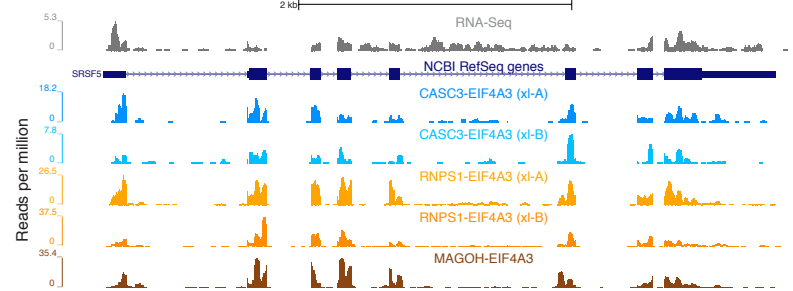 2 kb
5.3
RNA-Seq
0
NCBI RefSeq genes
SRSF5
18.2
CASC3-EIF4A3 (xl-A)
0
7.8
CASC3-EIF4A3 (xl-B)
0
26.5
RNPS1-EIF4A3 (xl-A)
0
37.5
RNPS1-EIF4A3 (xl-B)
0
35.4
MAGOH-EIF4A3
0
Reads per million